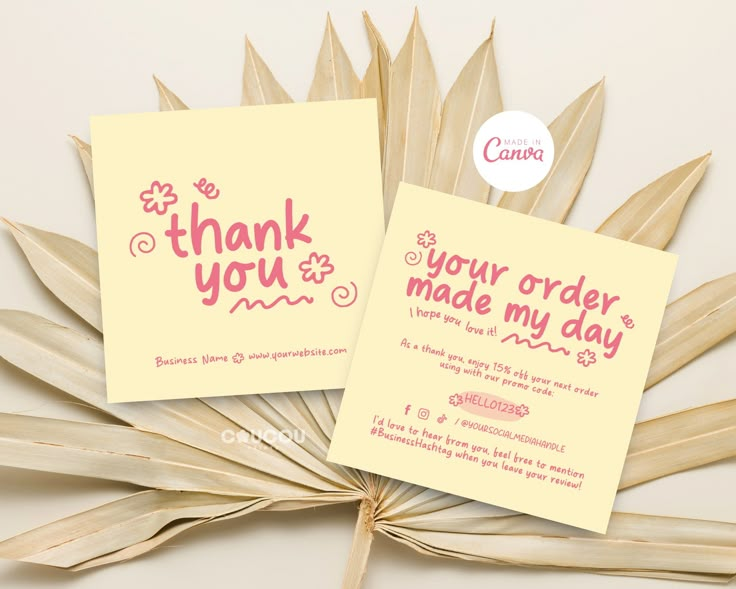 thank
you
Business Name www.yourwebsite.com
MADE IN
Canva
your order
made my day
I hope you love it!
As a thank you, enjoy 15% off your next order
using with our promo code:
HELLO123
/ @YOURSOCIALMEDIAHANDLE
I'd love to hear from you, feel free to mention
#BusinessHashtag when you leave your review!
COUCOU